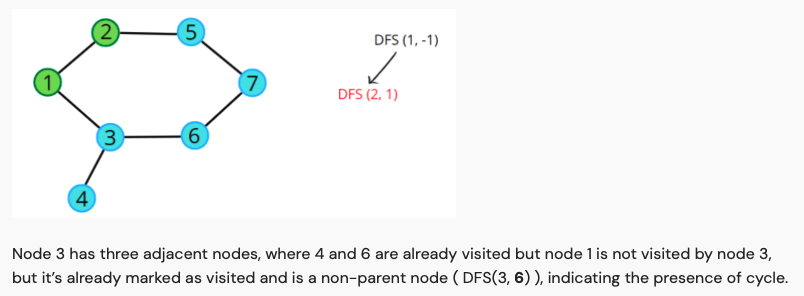 2 5
DFS (1, -1)
1 7
DFS (2, 1)
3 6
4
Node 3 has three adjacent nodes, where 4 and 6 are already visited but node 1 is not visited by node 3,
but it’s already marked as visited and is a non-parent node ( DFS(3, 6) ), indicating the presence of cycle.